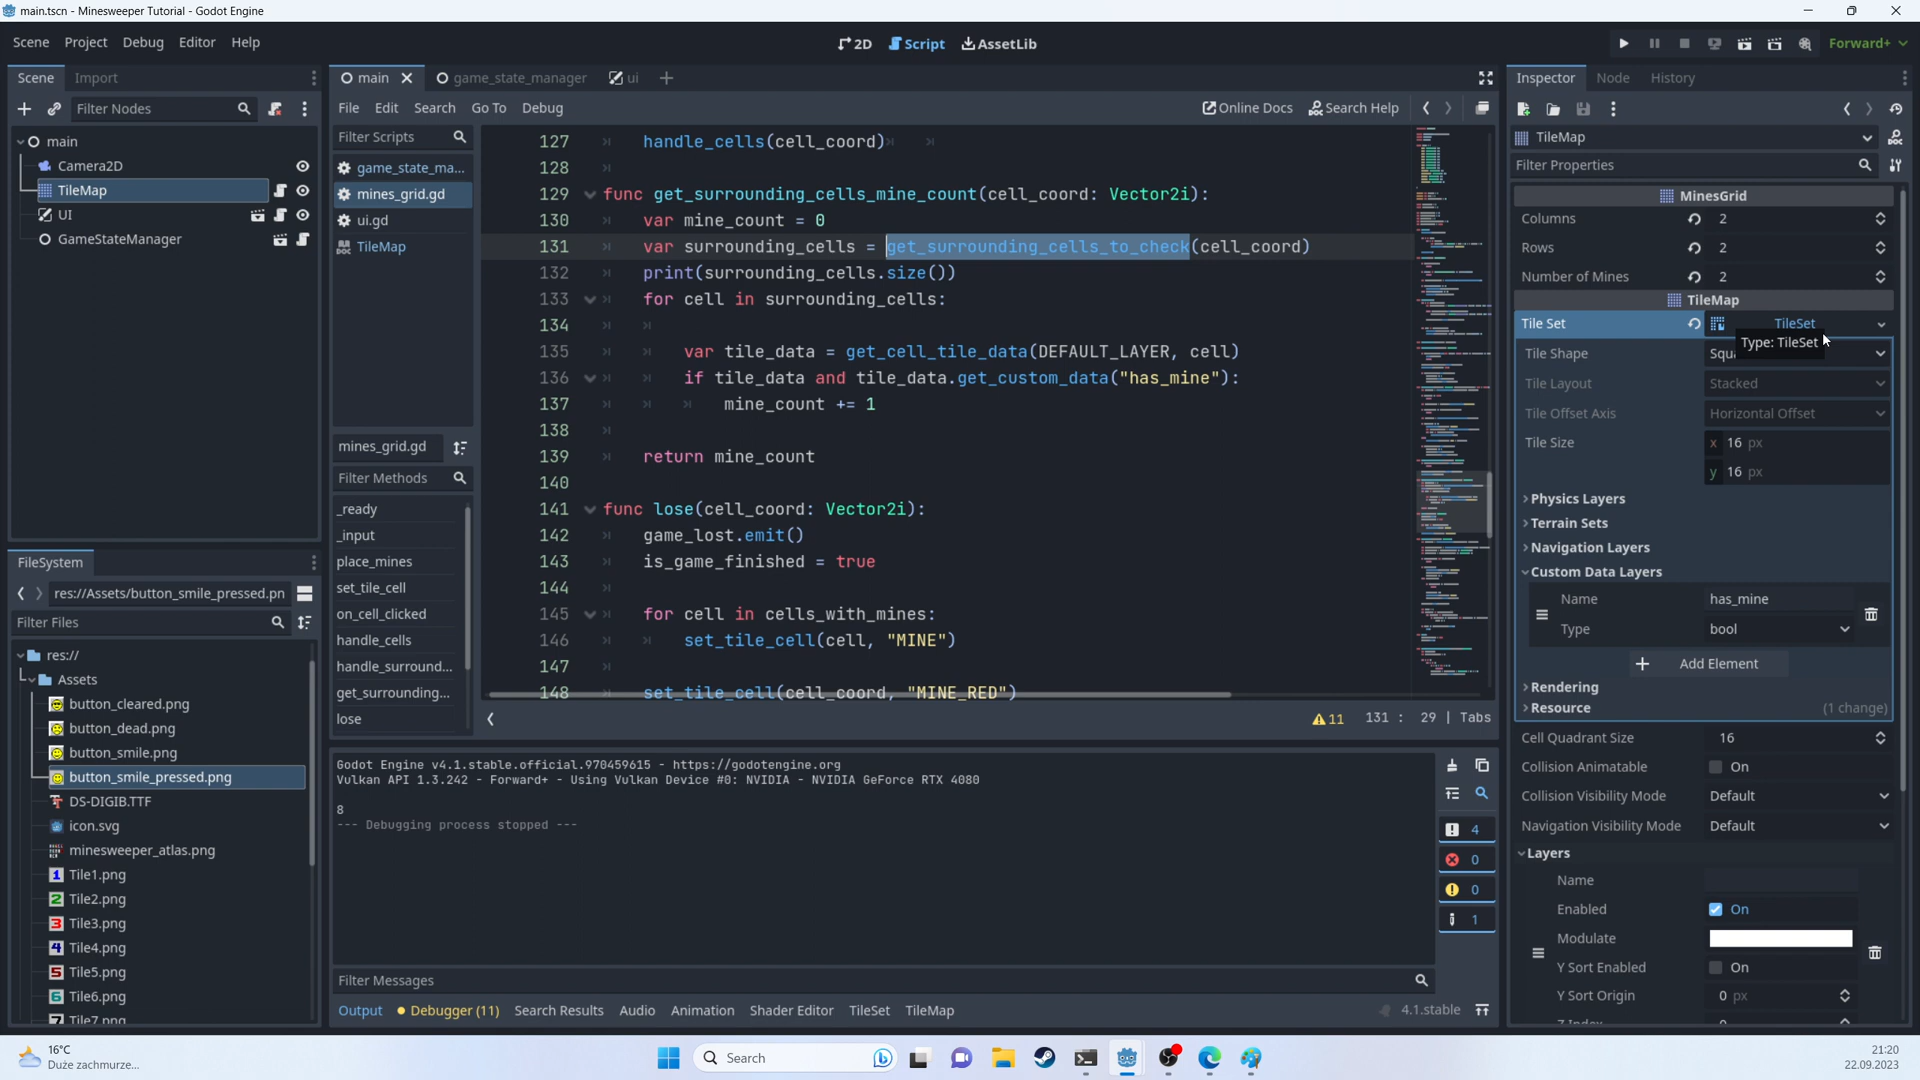 main.tscn - Minesweeper Tutorial - Godot Engine
Scene Project Debug Editor Help
2D Script AssetLib
Forward+
Scene Import
Filter Nodes
main
Camera2D
TileMap
UI
GameStateManager
FileSystem
res://Assets/button_smile_pressed.pn
Filter Files
res://
Assets
button_cleared.png
button_dead.png
button_smile.png
button_smile_pressed.png
DS-DIGIB.TTF
icon.svg
minesweeper_atlas.png
Tile1.png
Tile2.png
Tile3.png
Tile4.png
Tile5.png
Tile6.png
Tile7.png
main game_state_manager ui
File Edit Search Go To Debug
Online Docs Search Help
Filter Scripts
game_state_ma...
mines_grid.gd
ui.gd
TileMap
mines_grid.gd
Filter Methods
_ready
_input
place_mines
set_tile_cell
on_cell_clicked
handle_cells
handle_surround...
get_surrounding...
lose
127 handle_cells(cell_coord)
128
129 func get_surrounding_cells_mine_count(cell_coord: Vector2i):
130 var mine_count = 0
131 var surrounding_cells = get_surrounding_cells_to_check(cell_coord)
132 print(surrounding_cells.size())
133 for cell in surrounding_cells:
134
135 var tile_data = get_cell_tile_data(DEFAULT_LAYER, cell)
136 if tile_data and tile_data.get_custom_data("has_mine"):
137 mine_count += 1
138
139 return mine_count
140
141 func lose(cell_coord: Vector2i):
142 game_lost.emit()
143 is_game_finished = true
144
145 for cell in cells_with_mines:
146 set_tile_cell(cell, "MINE")
147
148 set_tile_cell(cell_coord, "MINE_RED")
11 131 : 29 | Tabs
Godot Engine v4.1.stable.official.970459615 - https://godotengine.org
Vulkan API 1.3.242 - Forward+ - Using Vulkan Device #0: NVIDIA - NVIDIA GeForce RTX 4080
8
--- Debugging process stopped ---
4
0
0
1
Filter Messages
Output Debugger (11) Search Results Audio Animation Shader Editor TileSet TileMap
4.1.stable
Inspector Node History
TileMap
Filter Properties
MinesGrid
Columns 2
Rows 2
Number of Mines 2
TileMap
Tile Set TileSet
Type: TileSet
Tile Shape Squ
Tile Layout Stacked
Tile Offset Axis Horizontal Offset
Tile Size x 16 px
y 16 px
Physics Layers
Terrain Sets
Navigation Layers
Custom Data Layers
Name has_mine
Type bool
Add Element
Rendering
Resource (1 change)
Cell Quadrant Size 16
Collision Animatable On
Collision Visibility Mode Default
Navigation Visibility Mode Default
Layers
Name
Enabled On
Modulate
Y Sort Enabled On
Y Sort Origin 0 px
Z Index 0
16°C
Duże zachmurze...
Search
21:20
22.09.2023